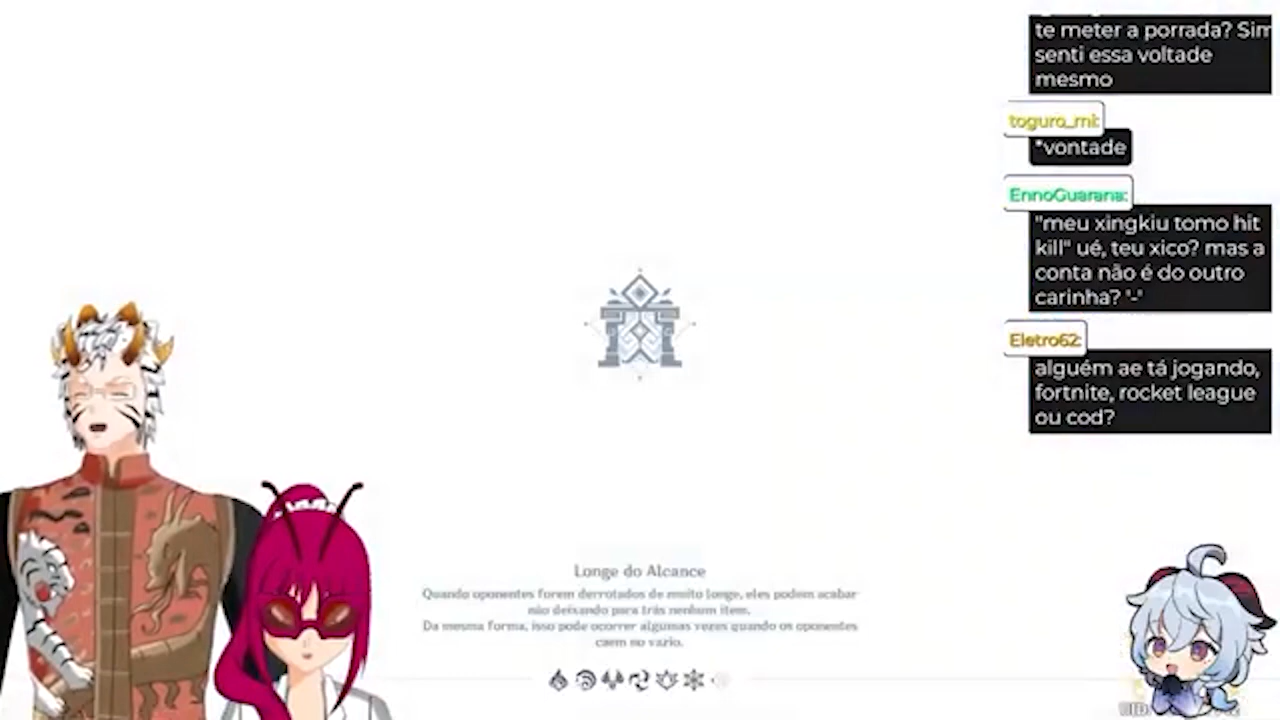 te meter a porrada? Sim
senti essa voltade
mesmo
toguro_mi:
*vontade
EnnoGuarana:
"meu xingkiu tomo hit
kill" ué, teu xico? mas a
conta não é do outro
carinha? '-'
Eletro62:
alguém ae tá jogando,
fortnite, rocket league
ou cod?
Longe do Alcance
Quando oponentes forem derrotados de muito longe, eles podem acabar
não deixando para trás nenhum item.
Da mesma forma, isso pode ocorrer algumas vezes quando os oponentes
caem no vazio.
UID: